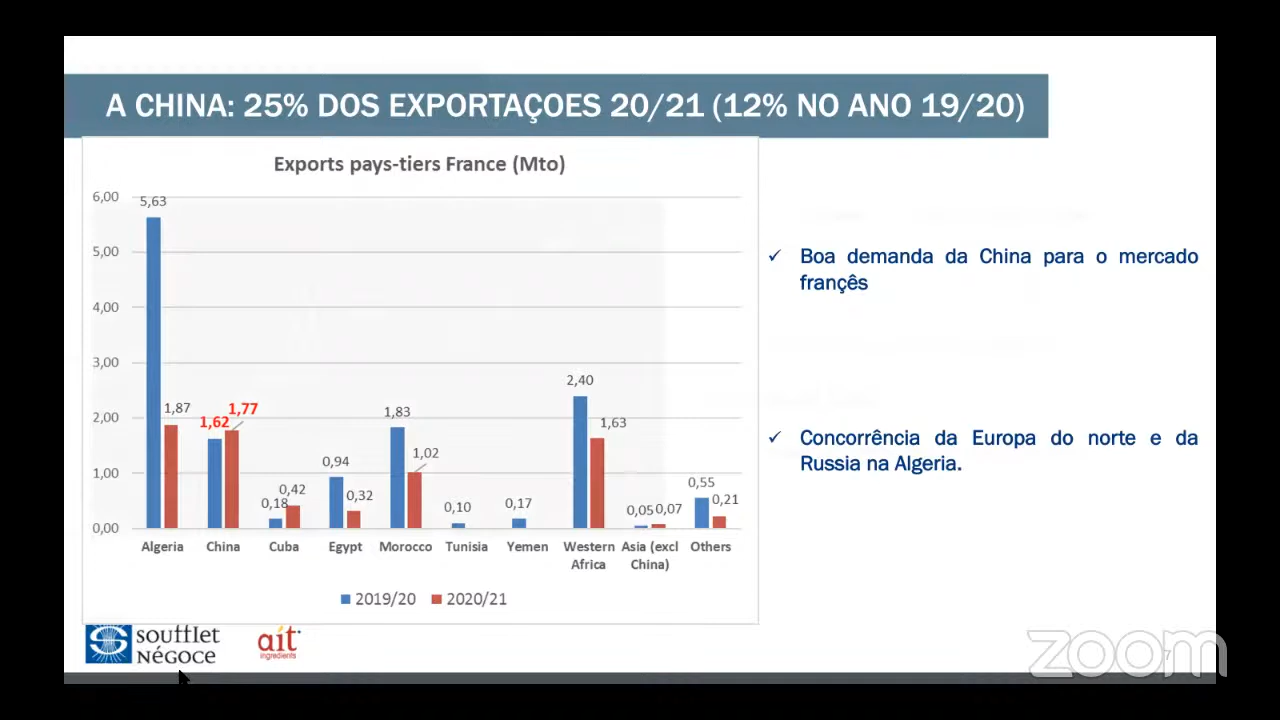 A CHINA: 25% DOS EXPORTAÇOES 20/21 (12% NO ANO 19/20)
Exports pays-tiers France (Mto)
6,00
5,00
4,00
3,00
2,00
1,00
0,00
5,63
1,87
1,62
1,77
0,18
0,42
0,94
0,32
1,83
1,02
0,10
0,17
2,40
1,63
0,05
0,07
0,55
0,21
Algeria
China
Cuba
Egypt
Morocco
Tunisia
Yemen
Western
Africa
Asia (excl
China)
Others
2019/20
2020/21
Boa demanda da China para o mercado
françês
Concorrência da Europa do norte e da
Russia na Algeria.
soufflet
négoce
ait
ingredients
zoom
7